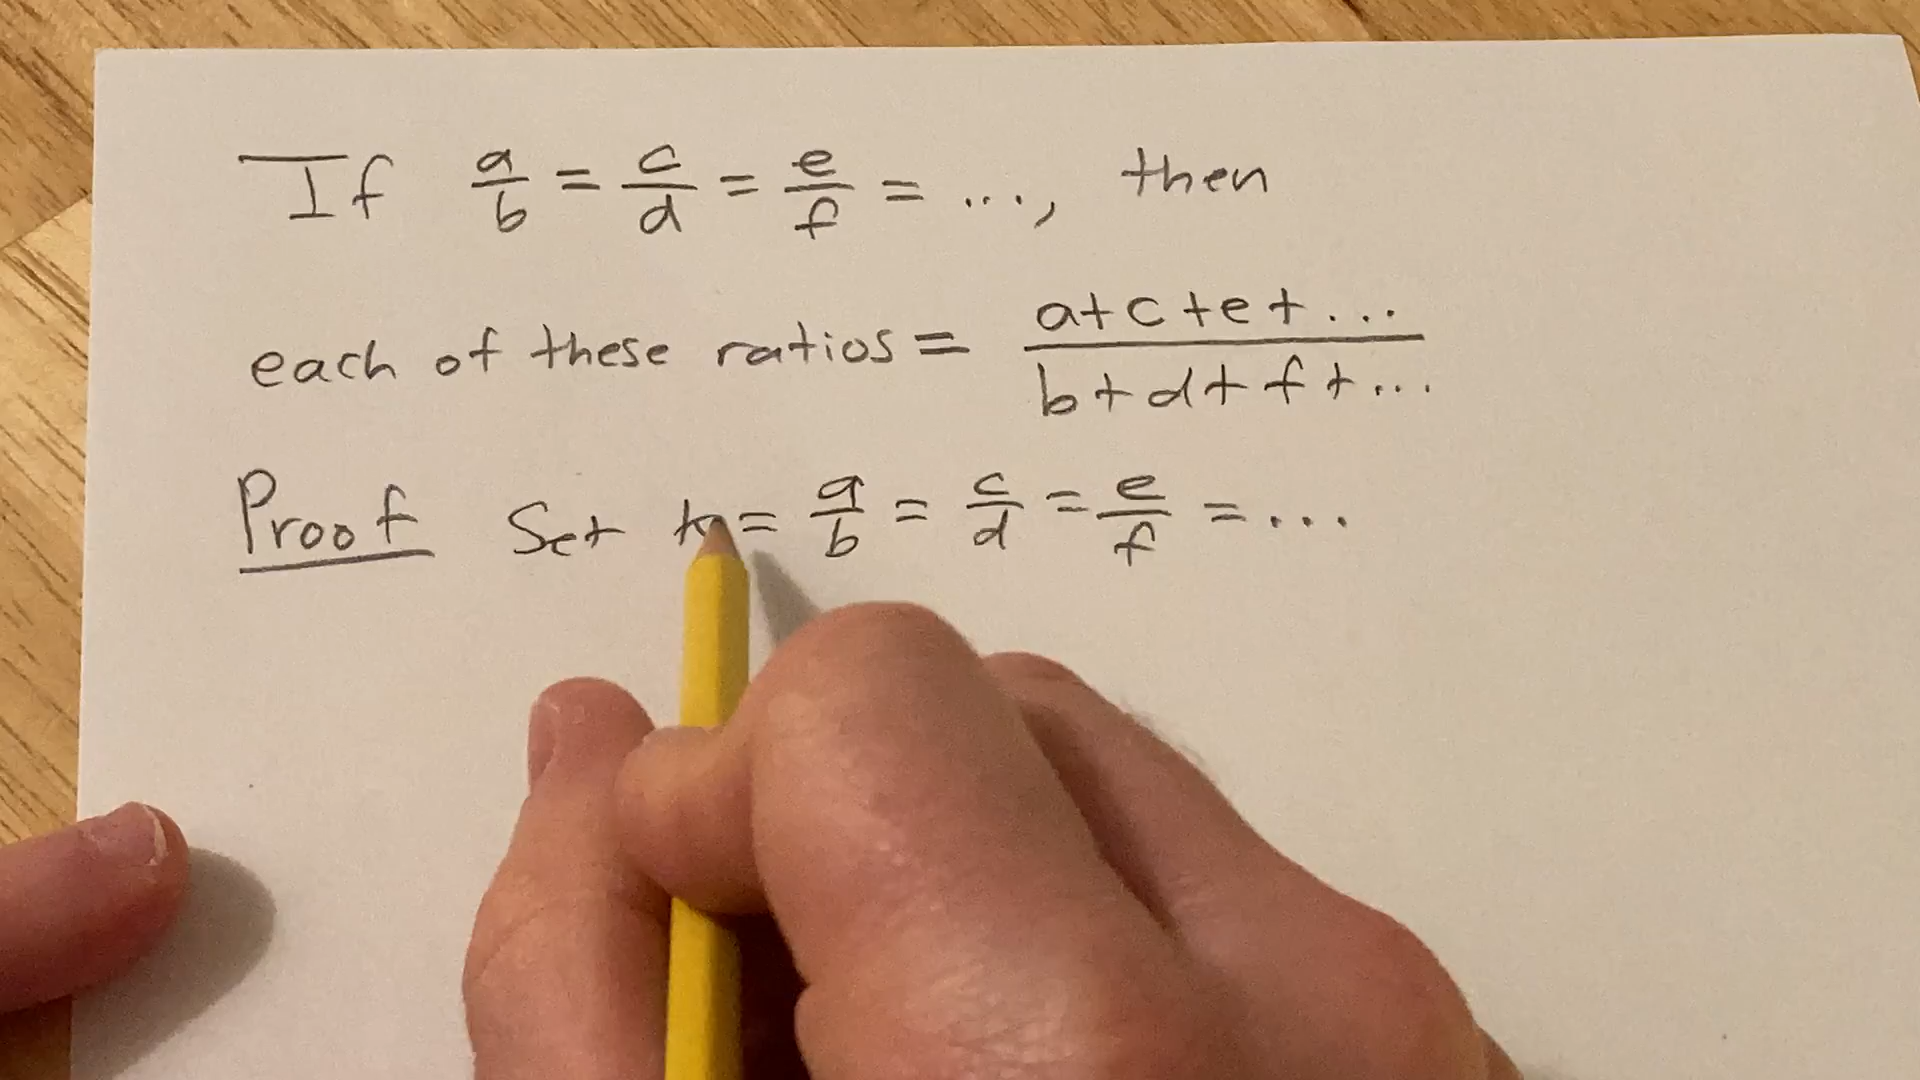 If a/b = c/d = e/f = ..., then
each of these ratios = a+c+e+.../b+d+f+...
Proof Set = a/b = c/d = e/f = ...